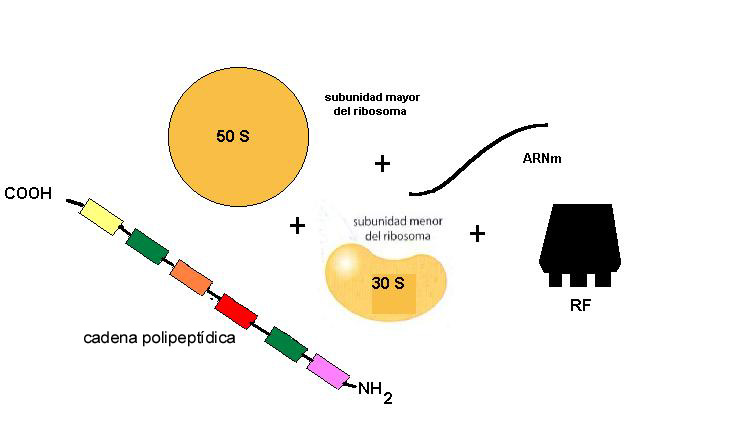 subunidad mayor
del ribosoma
50 S
ARNm
COOH
subunidad menor
del ribosoma
30 S
RF
cadena polipeptídica
NH2